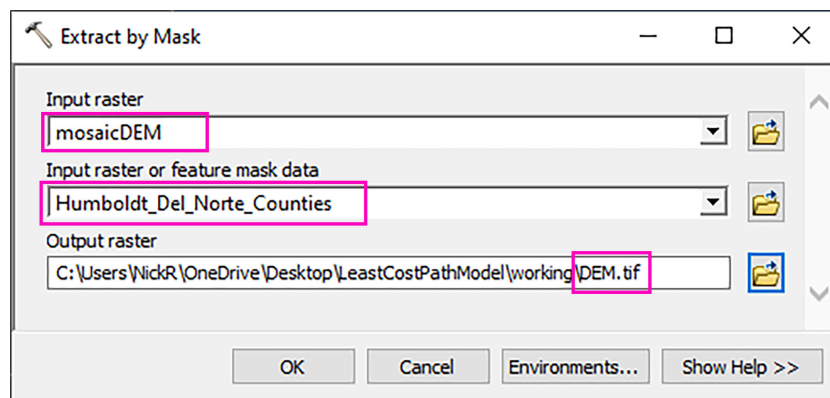 Extract by Mask
Input raster
mosaicDEM
Input raster or feature mask data
Humboldt_Del_Norte_Counties
Output raster
C:\Users\NickR\OneDrive\Desktop\LeastCostPathModel\working\DEM.tif
OK Cancel Environments... Show Help >>